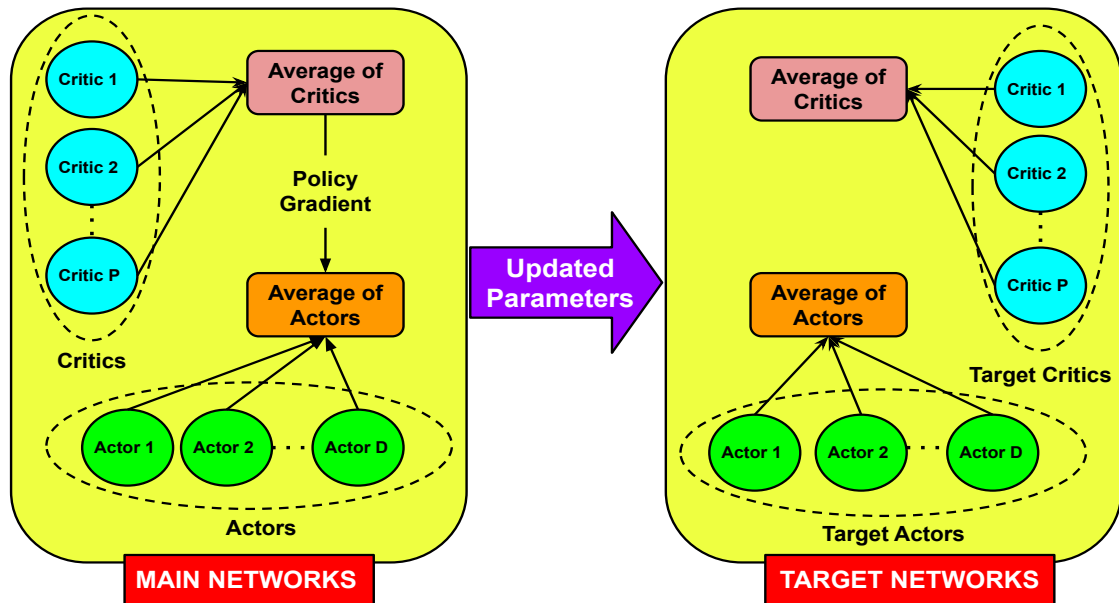 Critic 1
Critic 2
Critic P
Critics
Average of
Critics
Policy
Gradient
Average of
Actors
Actor 1
Actor 2
Actor D
Actors
MAIN NETWORKS
Updated
Parameters
Average of
Critics
Critic 1
Critic 2
Critic P
Target Critics
Average of
Actors
Actor 1
Actor 2
Actor D
Target Actors
TARGET NETWORKS